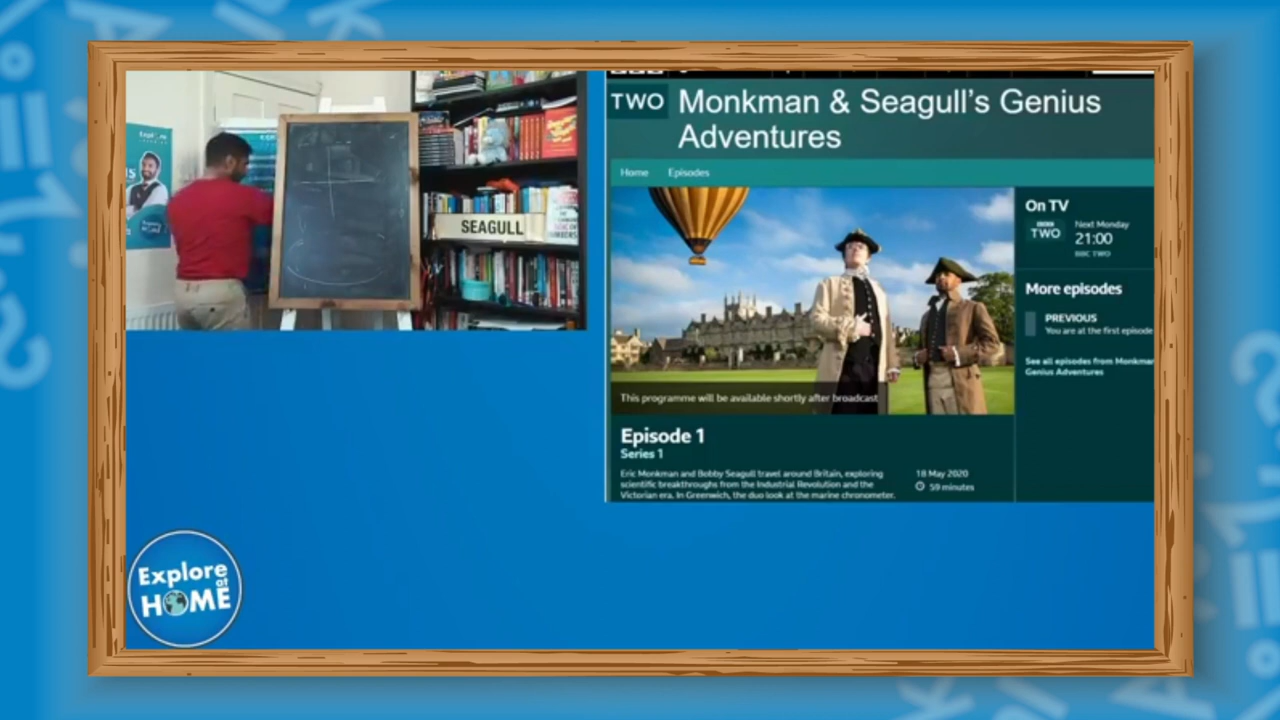 SEAGULL
TWO
Monkman & Seagull's Genius
Adventures
Home Episodes
On TV
TWO
Next Monday
21:00
BBC TWO
More episodes
PREVIOUS
You are at the first episode
See all episodes from Monkman
Genius Adventures
This programme will be available shortly after broadcast
Episode 1
Series 1
Eric Monkman and Bobby Seagull travel around Britain, exploring
scientific breakthroughs from the Industrial Revolution and the
Victorian era. In Greenwich, the duo look at the marine chronometer.
18 May 2020
59 minutes
Explore
at
HOME